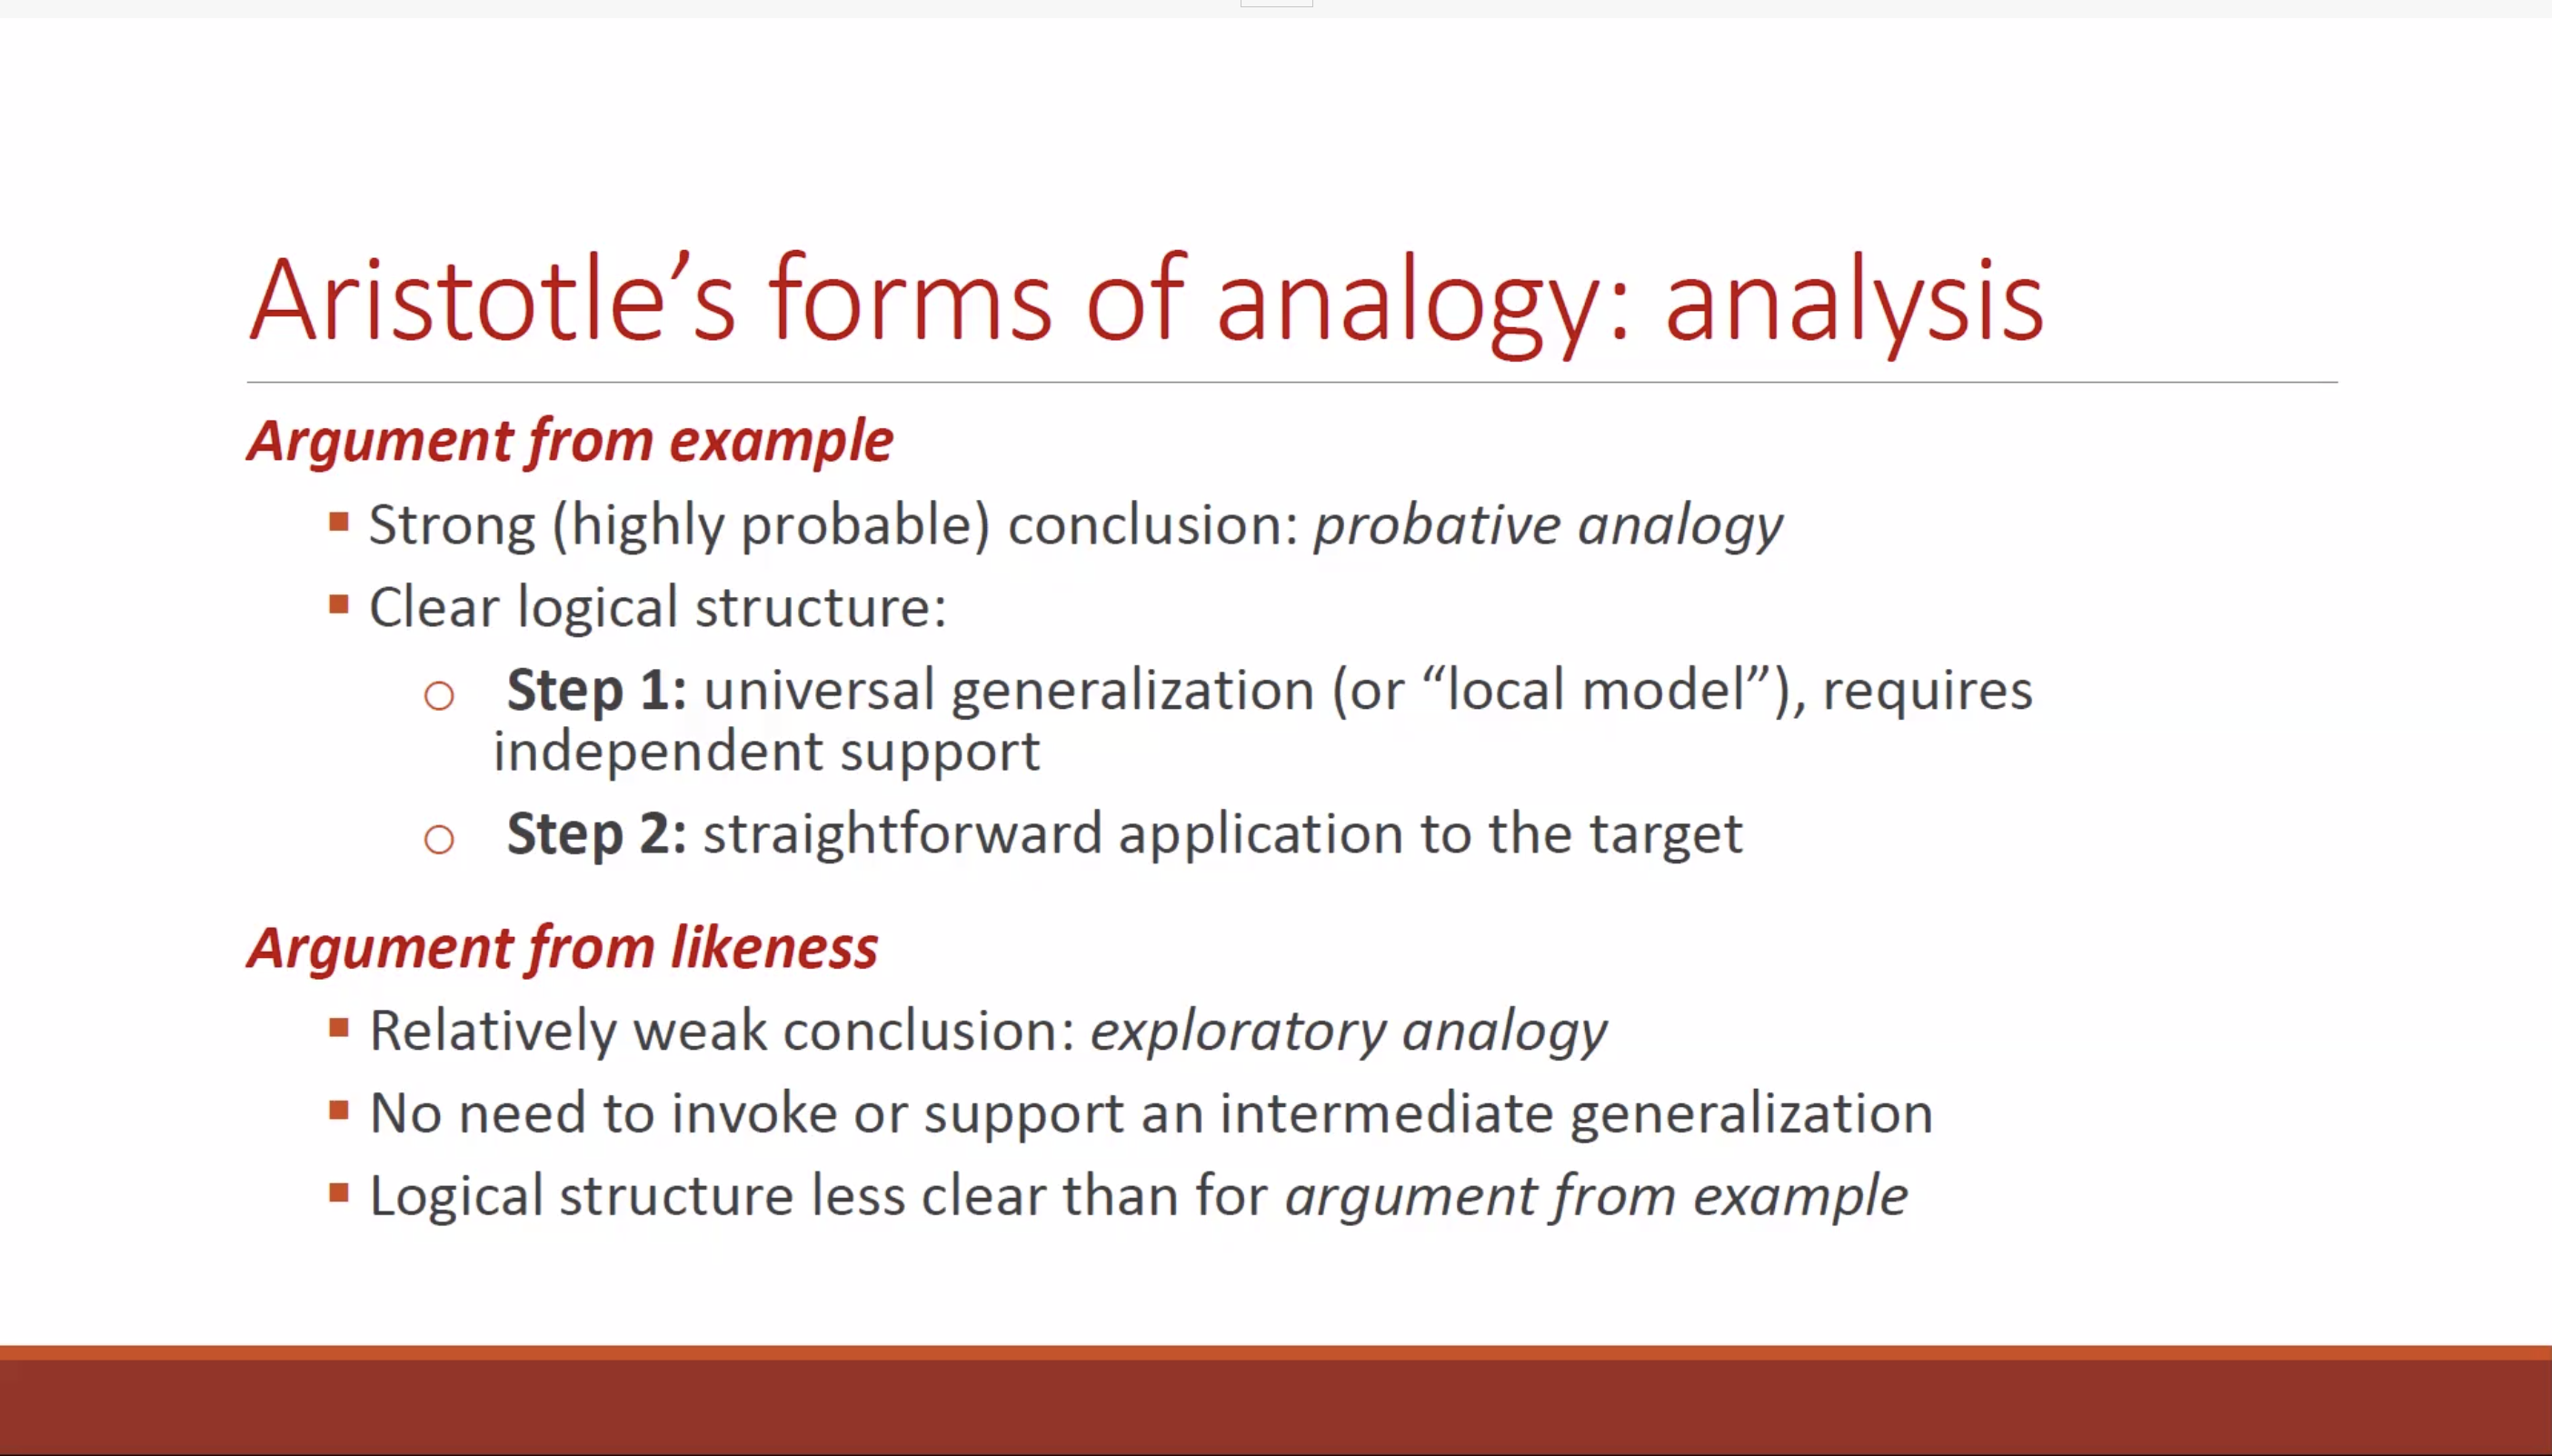 Aristotle’s forms of analogy: analysis
Argument from example
Strong (highly probable) conclusion: probative analogy
Clear logical structure:
Step 1: universal generalization (or “local model”), requires
independent support
Step 2: straightforward application to the target
Argument from likeness
Relatively weak conclusion: exploratory analogy
No need to invoke or support an intermediate generalization
Logical structure less clear than for argument from example